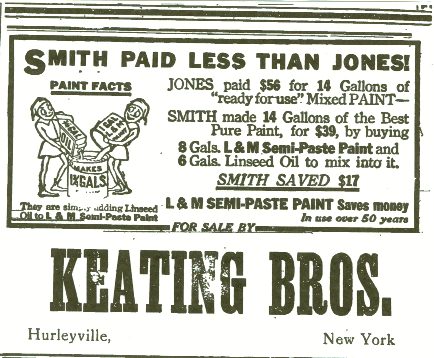 SMITH PAID LESS THAN JONES!
PAINT FACTS
MAKES
1¾ GALS
They are simply adding Linseed
Oil to L & M Semi-Paste Paint
JONES paid $56 for 14 Gallons of
"ready for use" Mixed PAINT—
SMITH made 14 Gallons of the Best
Pure Paint, for $39, by buying
8 Gals. L & M Semi-Paste Paint and
6 Gals. Linseed Oil to mix into it.
SMITH SAVED $17
L & M SEMI-PASTE PAINT Saves money
In use over 50 years
FOR SALE BY
KEATING BROS.
Hurleyville, New York